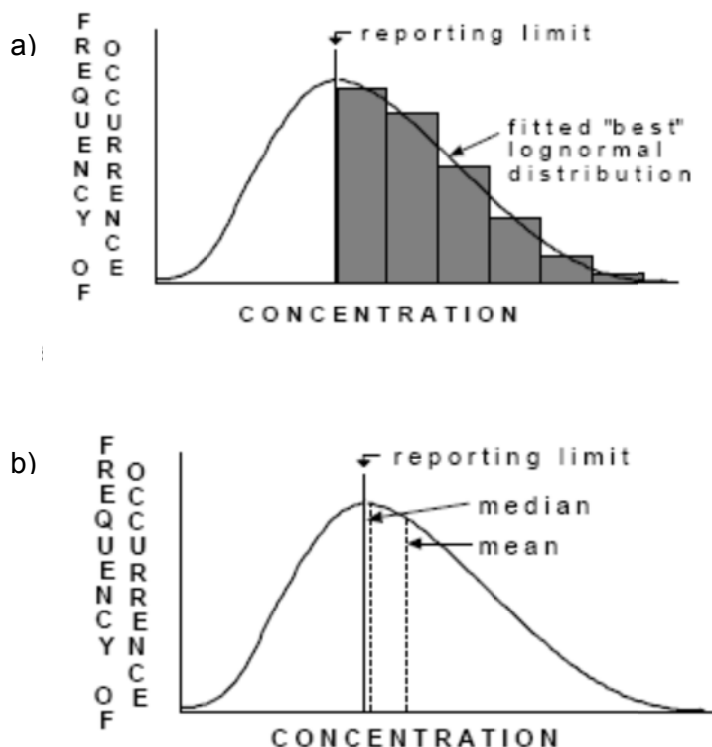 a)
FREQUENCY OF
OCCURRENCE
reporting limit
fitted "best"
lognormal
distribution
CONCENTRATION
b)
FREQUENCY OF
OCCURRENCE
reporting limit
median
mean
CONCENTRATION